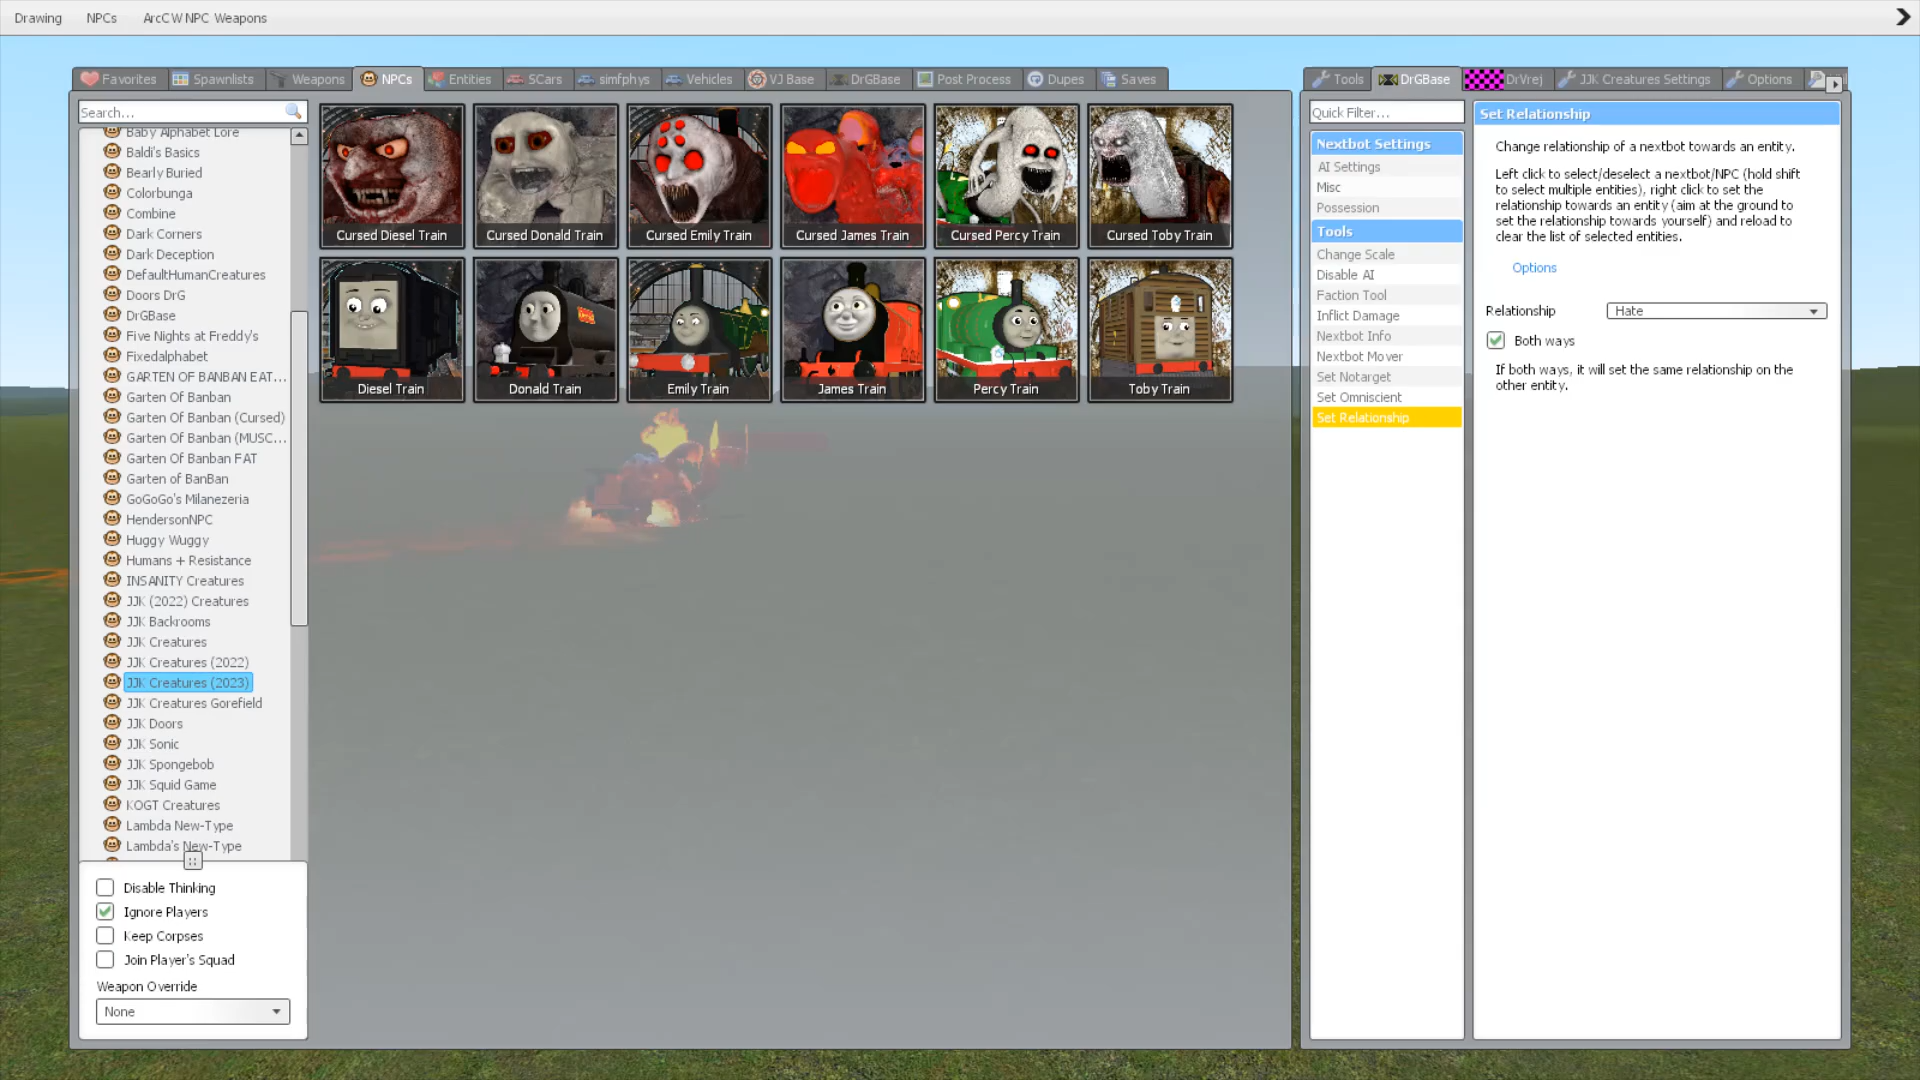 Drawing NPCs ArcCW NPC Weapons
Favorites Spawnlists Weapons NPCs Entities SCars simfphys Vehicles VJ Base DrGBase Post Process Dupes Saves
Search...
Baby Alphabet Lore
Baldi's Basics
Bearly Buried
Colorbunga
Combine
Dark Corners
Dark Deception
DefaultHumanCreatures
Doors DrG
DrGBase
Five Nights at Freddy's
Fixedalphabet
GARTEN OF BANBAN EAT...
Garten Of Banban
Garten Of Banban (Cursed)
Garten Of Banban (MUSC...
Garten Of Banban FAT
Garten of BanBan
GoGoGo's Milanezeria
HendersonNPC
Huggy Wuggy
Humans + Resistance
INSANITY Creatures
JJK (2022) Creatures
JJK Backrooms
JJK Creatures
JJK Creatures (2022)
JJK Creatures (2023)
JJK Creatures Gorefield
JJK Doors
JJK Sonic
JJK Spongebob
JJK Squid Game
KOGT Creatures
Lambda New-Type
Lambda's New-Type
Disable Thinking
Ignore Players
Keep Corpses
Join Player's Squad
Weapon Override
None
Cursed Diesel Train Cursed Donald Train Cursed Emily Train Cursed James Train Cursed Percy Train Cursed Toby Train
Diesel Train Donald Train Emily Train James Train Percy Train Toby Train
Tools DrGBase DrVrej JJK Creatures Settings Options
Quick Filter...
Nextbot Settings
AI Settings
Misc
Possession
Tools
Change Scale
Disable AI
Faction Tool
Inflict Damage
Nextbot Info
Nextbot Mover
Set Notarget
Set Omniscient
Set Relationship
Set Relationship
Change relationship of a nextbot towards an entity.
Left click to select/deselect a nextbot/NPC (hold shift
to select multiple entities), right click to set the
relationship towards an entity (aim at the ground to
set the relationship towards yourself) and reload to
clear the list of selected entities.
Options
Relationship Hate
Both ways
If both ways, it will set the same relationship on the
other entity.